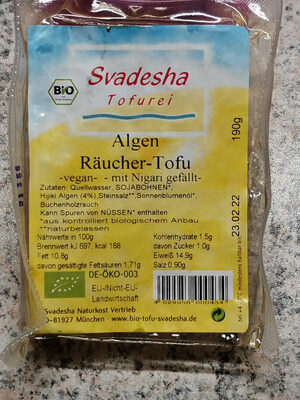 Svadesha
Tofurei
BIO
Algen
Räucher-Tofu
-vegan- - mit Nigari gefällt-
190g
Zutaten: Quellwasser, SOJABOHNEN*,
Hijiki Algen (4%),Steinsalz**,Sonnenblumenöl*,
Buchenholzrauch
Kann Spuren von NÜSSEN* enthalten
*aus kontrolliert biologischem Anbau
**naturbelassen
23.02.22
Nährwerte in 100g
Brennwert kJ 697, kcal 168
Fett 10,8g
davon gesättigte Fettsäuren 1,71g
Kohlenhydrate 1,5g
davon Zucker 1,0g
Eiweiß 14,9g
Salz 0,90g
DE-ÖKO-003
EU-/Nicht-EU-
Landwirtschaft
Svadesha Naturkost Vertrieb
D-81927 München · www.bio-tofu-svadesha.de